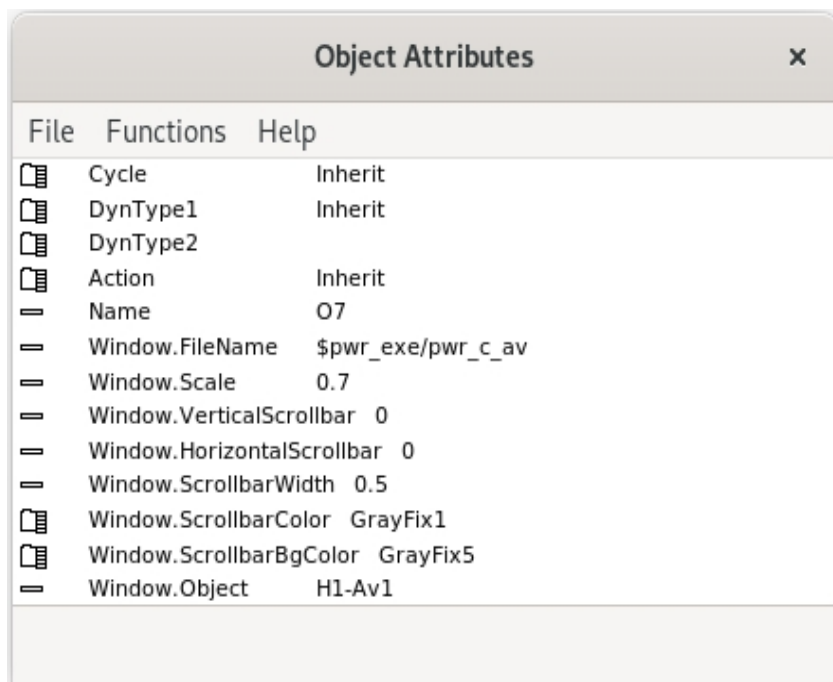 Object Attributes ×
File Functions Help
Cycle Inherit
DynType1 Inherit
DynType2
Action Inherit
Name O7
Window.FileName $pwr_exe/pwr_c_av
Window.Scale 0.7
Window.VerticalScrollbar 0
Window.HorizontalScrollbar 0
Window.ScrollbarWidth 0.5
Window.ScrollbarColor GrayFix1
Window.ScrollbarBgColor GrayFix5
Window.Object H1-Av1